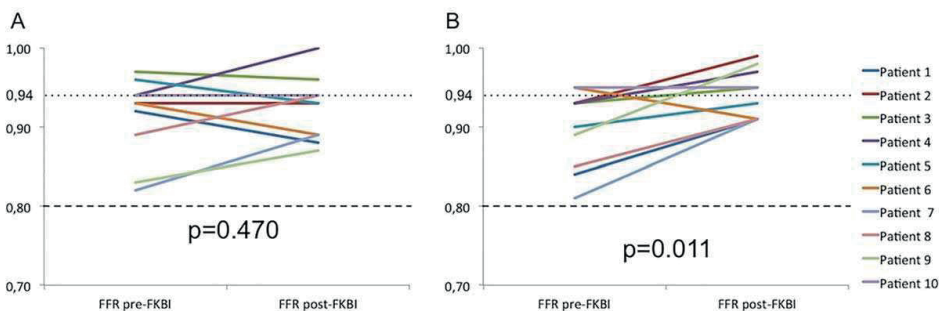 A
1,00
0,94
0,90
0,80
0,70
p=0.470
FFR pre-FKBI
FFR post-FKBI
B
1,00
0,94
0,90
0,80
0,70
p=0.011
FFR pre-FKBI
FFR post-FKBI
Patient 1
Patient 2
Patient 3
Patient 4
Patient 5
Patient 6
Patient 7
Patient 8
Patient 9
Patient 10